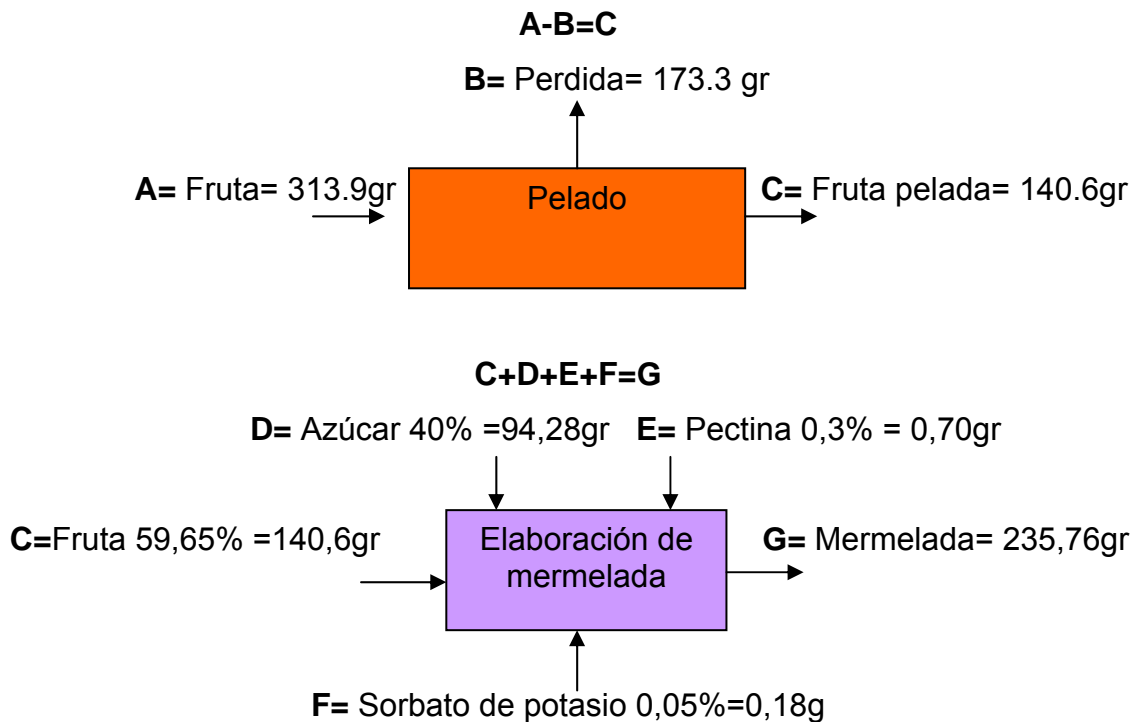 A-B=C
B= Perdida= 173.3 gr
A= Fruta= 313.9gr
Pelado
C= Fruta pelada= 140.6gr
C+D+E+F=G
D= Azúcar 40% =94,28gr
E= Pectina 0,3% = 0,70gr
C=Fruta 59,65% =140,6gr
Elaboración de
mermelada
G= Mermelada= 235,76gr
F= Sorbato de potasio 0,05%=0,18g